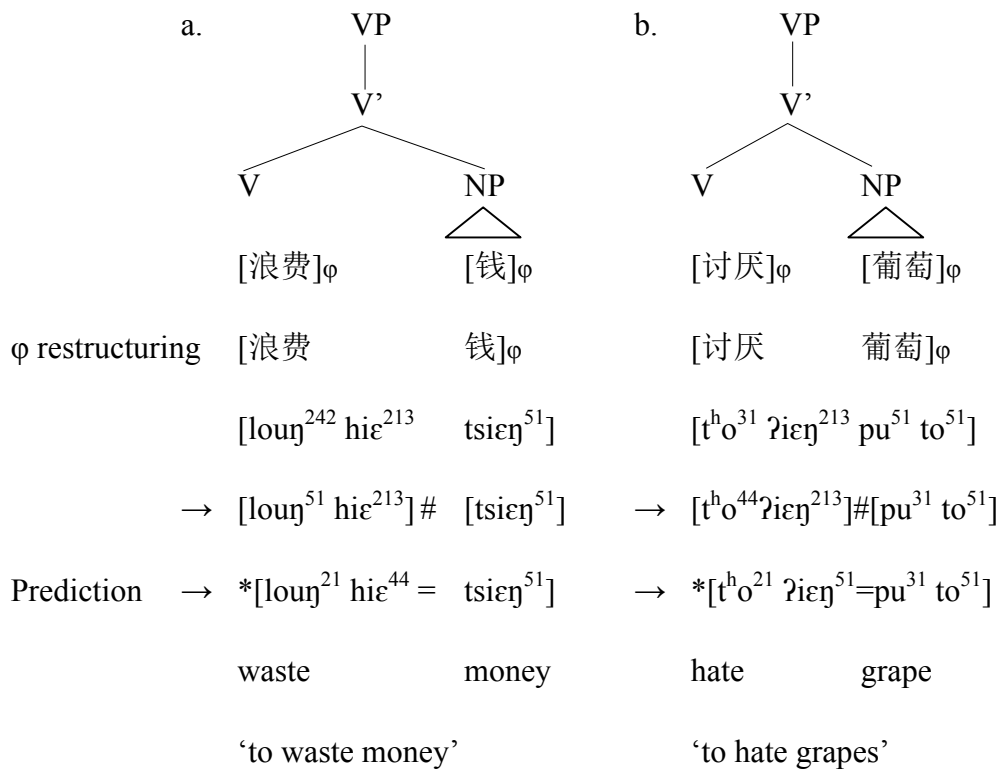 a. VP b. VP
V’ V’
V NP V NP
[浪费]φ [钱]φ [讨厌]φ [葡萄]φ
φ restructuring [浪费 钱]φ [讨厌 葡萄]φ
[louŋ²⁴² hiɛ²¹³ tsiɛŋ⁵¹] [tʰo³¹ ʔiɛŋ²¹³ pu⁵¹ to⁵¹]
→ [louŋ⁵¹ hiɛ²¹³] # [tsiɛŋ⁵¹] → [tʰo⁴⁴ʔiɛŋ²¹³]#[pu³¹ to⁵¹]
Prediction → *[louŋ²¹ hiɛ⁴⁴ = tsiɛŋ⁵¹] → *[tʰo²¹ ʔiɛŋ⁵¹=pu³¹ to⁵¹]
waste money hate grape
‘to waste money’ ‘to hate grapes’